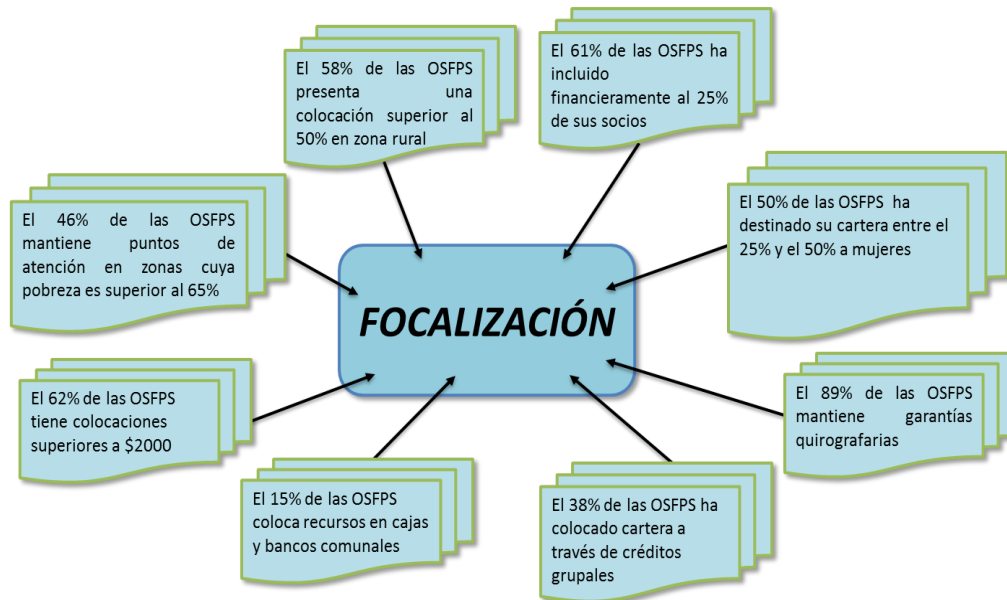 El 58% de las OSFPS
presenta una
colocación superior al
50% en zona rural
El 61% de las OSFPS ha
incluido
financieramente al 25%
de sus socios
El 46% de las OSFPS
mantiene puntos de
atención en zonas cuya
pobreza es superior al 65%
El 50% de las OSFPS ha
destinado su cartera entre el
25% y el 50% a mujeres
FOCALIZACIÓN
El 62% de las OSFPS
tiene colocaciones
superiores a $2000
El 89% de las OSFPS
mantiene garantías
quirografarias
El 15% de las OSFPS
coloca recursos en cajas
y bancos comunales
El 38% de las OSFPS ha
colocado cartera a
través de créditos
grupales